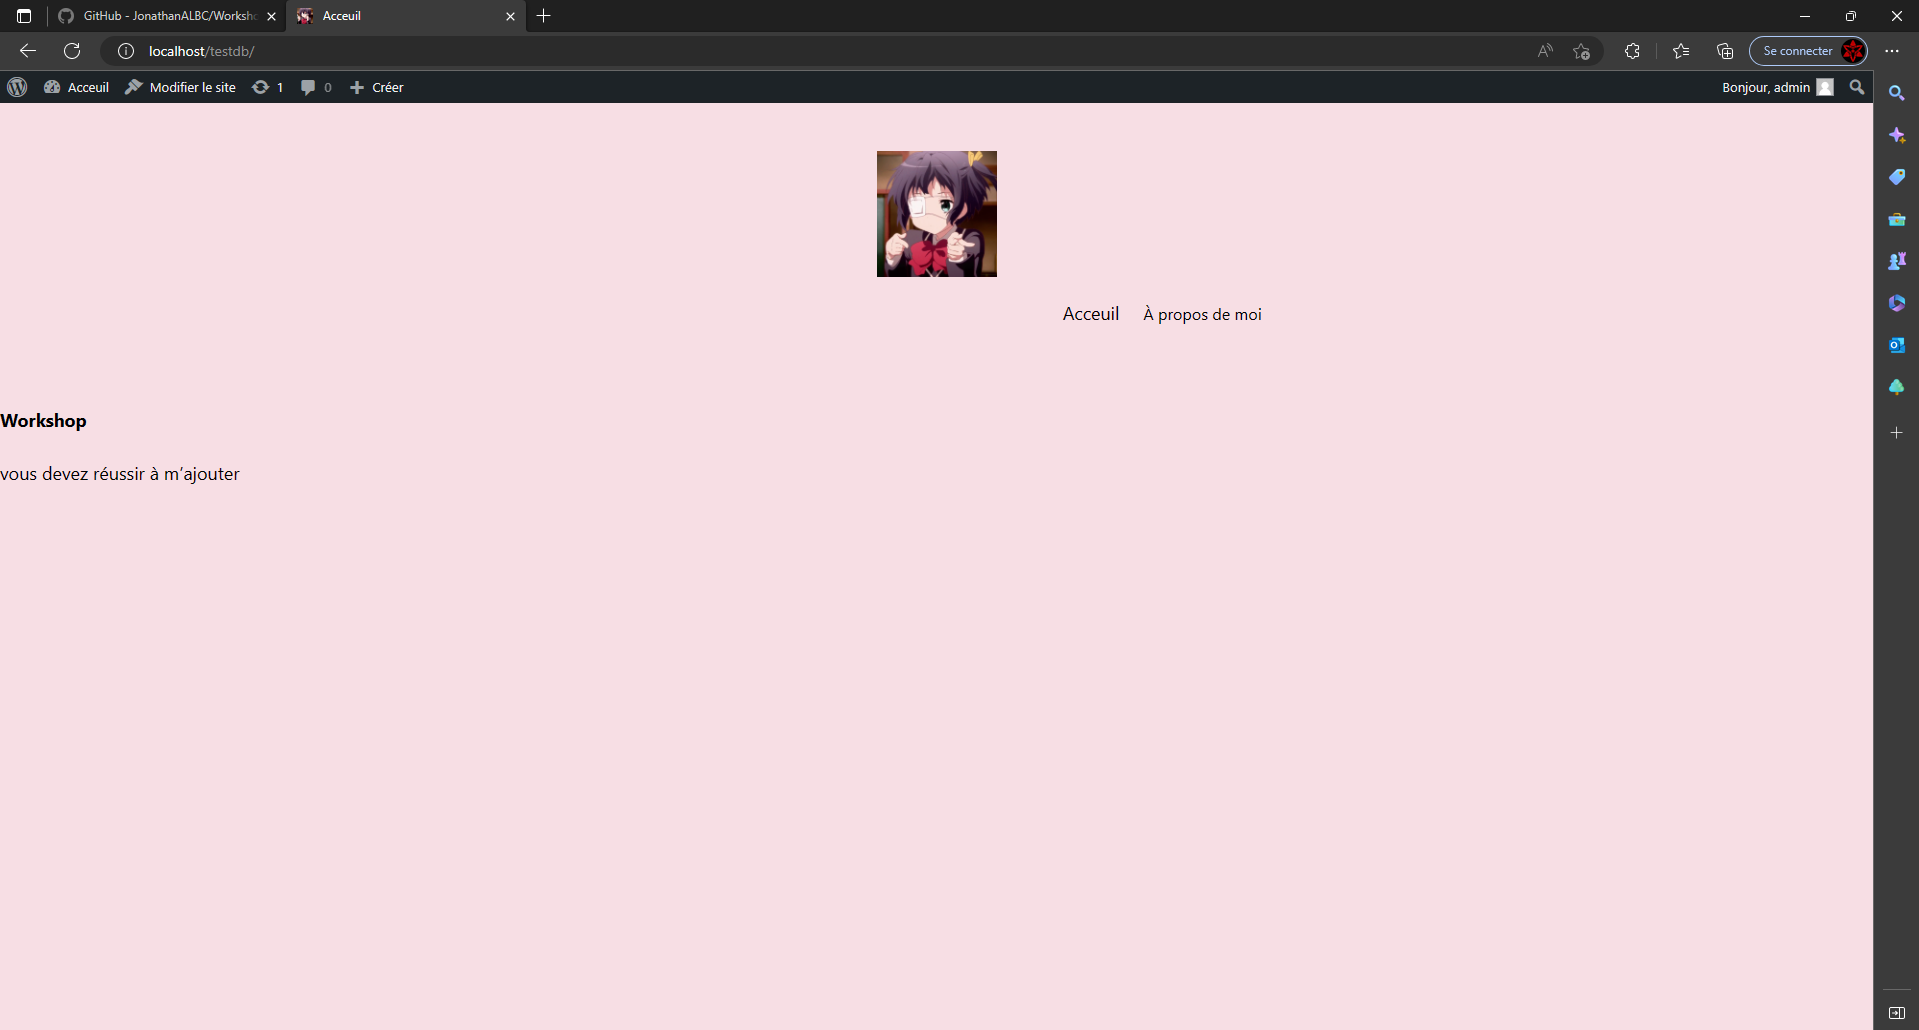 GitHub - JonathanALBC/Worksh
Acceuil
localhost/testdb/
Se connecter
Acceuil
Modifier le site
1
0
Créer
Bonjour, admin
Acceuil
À propos de moi
Workshop
vous devez réussir à m’ajouter